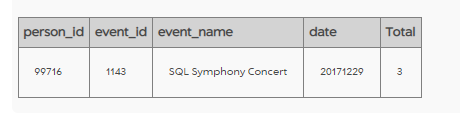 person_id event_id event_name date Total
99716 1143 SQL Symphony Concert 20171229 3